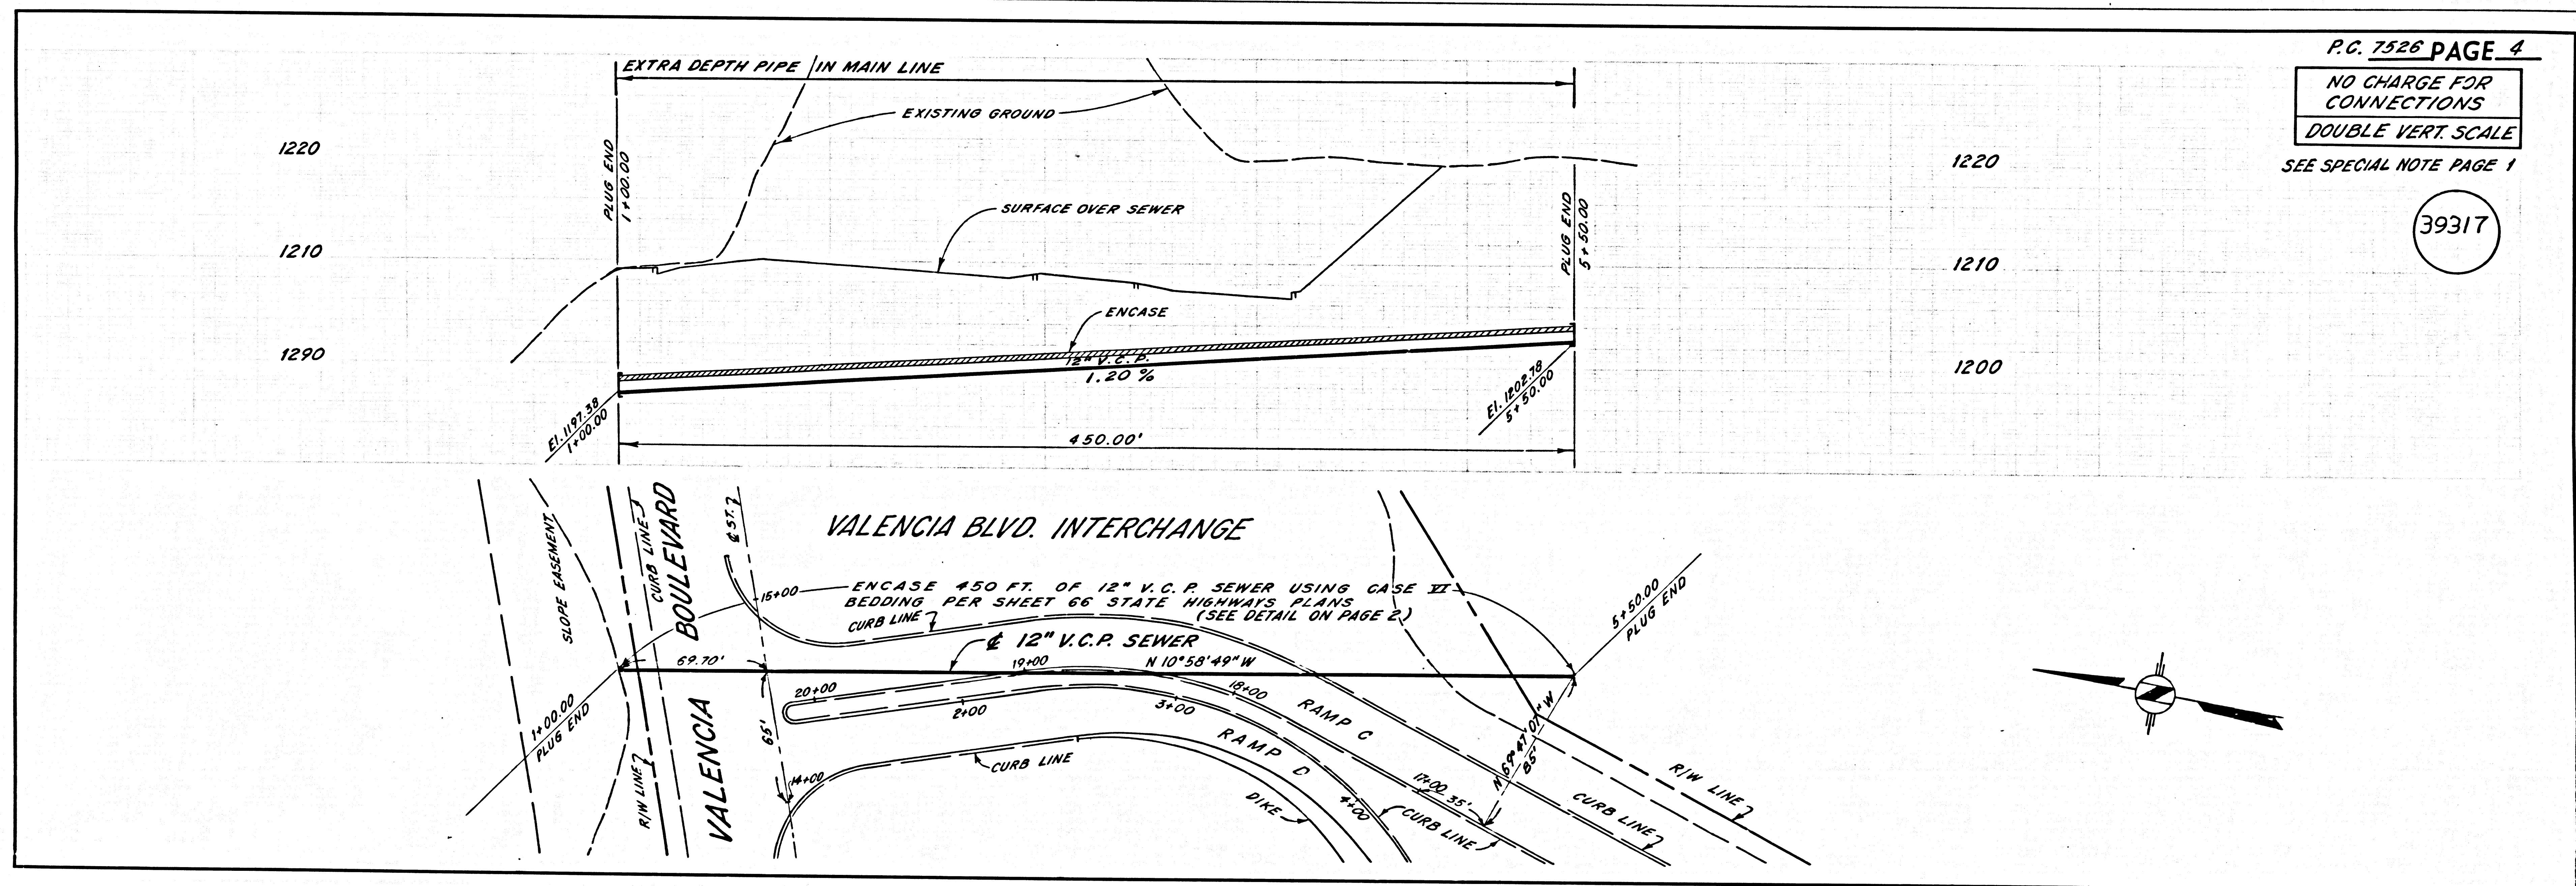 P.C. 7526 PAGE 4
NO CHARGE FOR
CONNECTIONS
DOUBLE VERT. SCALE
SEE SPECIAL NOTE PAGE 1
39317
EXTRA DEPTH PIPE IN MAIN LINE
EXISTING GROUND
PLUG END
1+00.00
SURFACE OVER SEWER
PLUG END
5+50.00
1220
1220
1210
1210
1290
1200
ENCASE
12" V.C.P.
1.20 %
El. 1197.38
1+00.00
El. 1202.78
5+50.00
450.00'
VALENCIA BLVD. INTERCHANGE
SLOPE EASEMENT
CURB LINE
VALENCIA BOULEVARD
℄ ST.
15+00
ENCASE 450 FT. OF 12" V.C.P. SEWER USING CASE VI
BEDDING PER SHEET 66 STATE HIGHWAYS PLANS
(SEE DETAIL ON PAGE 2)
CURB LINE
℄ 12" V.C.P. SEWER
69.70'
19+00
N 10°58'49" W
5+50.00
PLUG END
1+00.00
PLUG END
20+00
2+00
3+00
18+00
RAMP C
RAMP D
65'
14+00
CURB LINE
R/W LINE
DIKE
4+00
17+00
35'
CURB LINE
N 69°47'07" W
85'
CURB LINE
R/W LINE